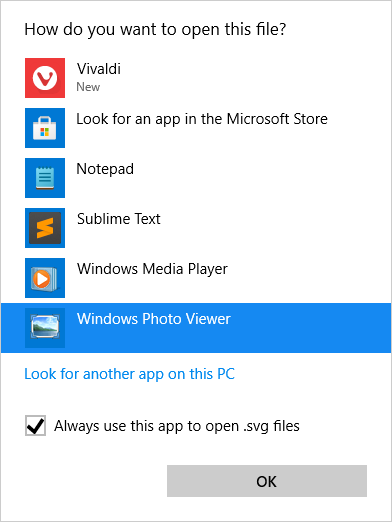 How do you want to open this file?
Vivaldi
New
Look for an app in the Microsoft Store
Notepad
Sublime Text
Windows Media Player
Windows Photo Viewer
Look for another app on this PC
Always use this app to open .svg files
OK